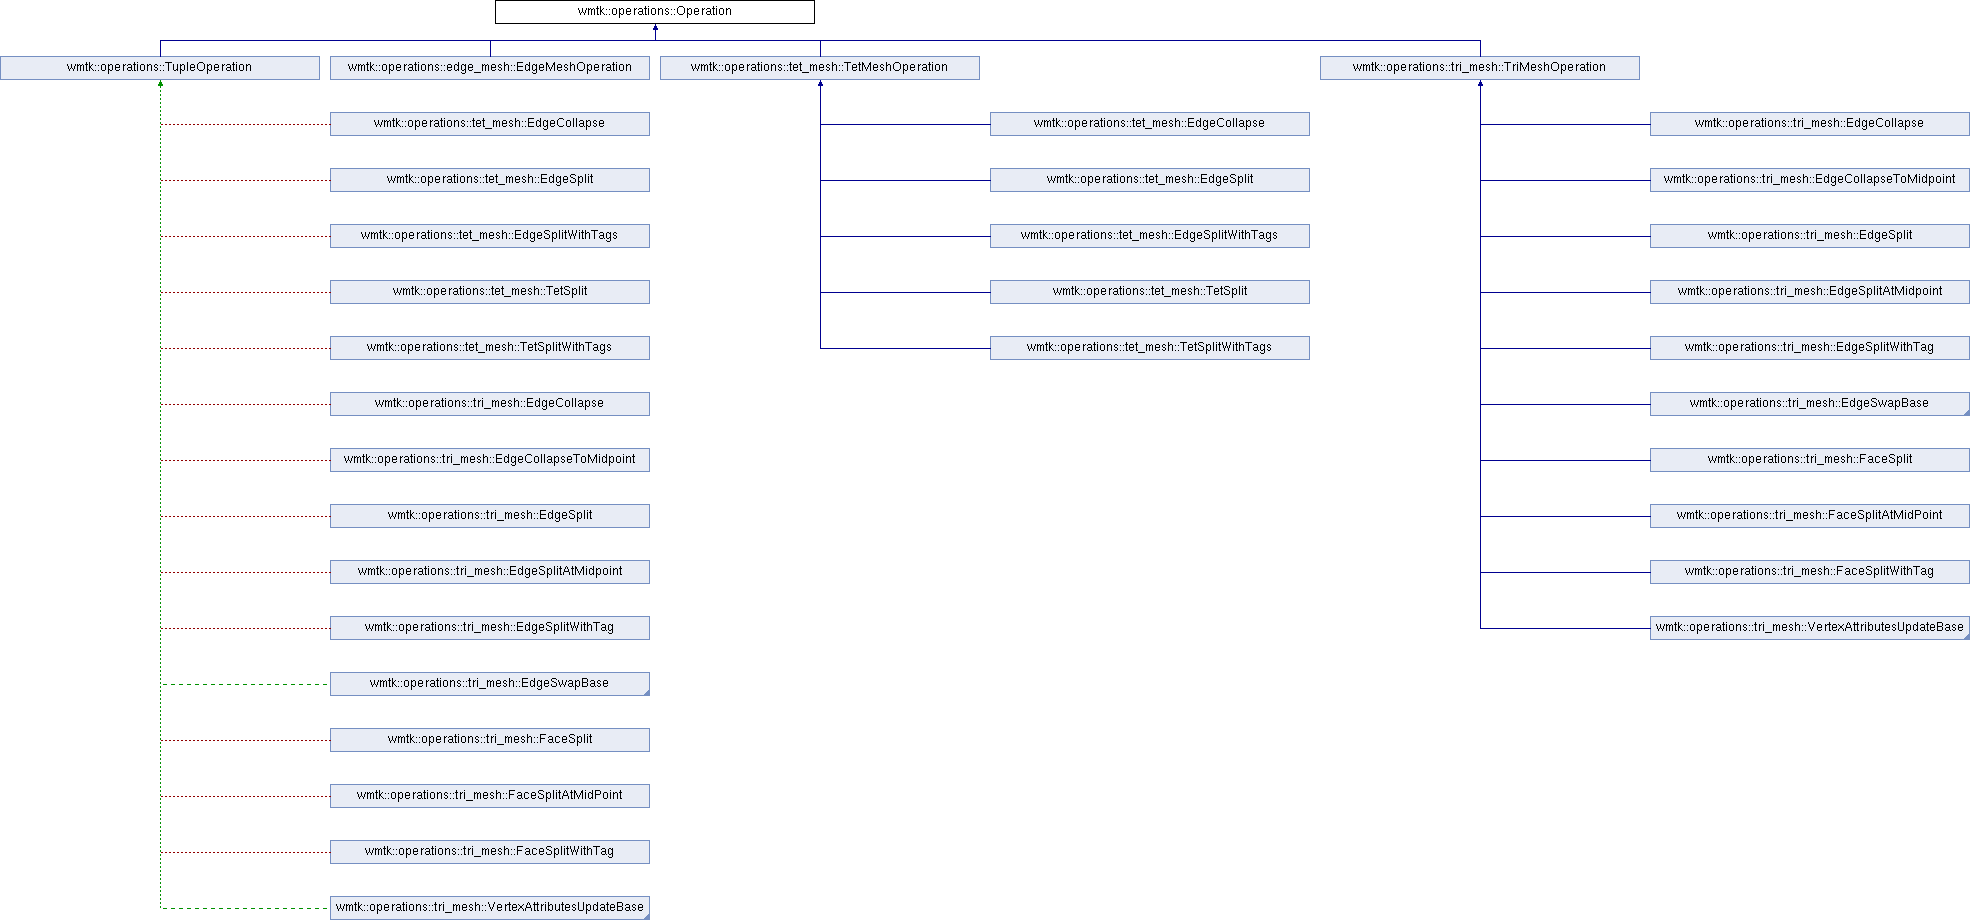 wmtk::operations::Operation
wmtk::operations::TupleOperation
wmtk::operations::edge_mesh::EdgeMeshOperation
wmtk::operations::tet_mesh::TetMeshOperation
wmtk::operations::tri_mesh::TriMeshOperation
wmtk::operations::tet_mesh::EdgeCollapse
wmtk::operations::tet_mesh::EdgeCollapse
wmtk::operations::tri_mesh::EdgeCollapse
wmtk::operations::tet_mesh::EdgeSplit
wmtk::operations::tet_mesh::EdgeSplit
wmtk::operations::tri_mesh::EdgeCollapseToMidpoint
wmtk::operations::tet_mesh::EdgeSplitWithTags
wmtk::operations::tet_mesh::EdgeSplitWithTags
wmtk::operations::tri_mesh::EdgeSplit
wmtk::operations::tet_mesh::TetSplit
wmtk::operations::tet_mesh::TetSplit
wmtk::operations::tri_mesh::EdgeSplitAtMidpoint
wmtk::operations::tet_mesh::TetSplitWithTags
wmtk::operations::tet_mesh::TetSplitWithTags
wmtk::operations::tri_mesh::EdgeSplitWithTag
wmtk::operations::tri_mesh::EdgeCollapse
wmtk::operations::tri_mesh::EdgeSwapBase
wmtk::operations::tri_mesh::EdgeCollapseToMidpoint
wmtk::operations::tri_mesh::FaceSplit
wmtk::operations::tri_mesh::EdgeSplit
wmtk::operations::tri_mesh::FaceSplitAtMidPoint
wmtk::operations::tri_mesh::EdgeSplitAtMidpoint
wmtk::operations::tri_mesh::FaceSplitWithTag
wmtk::operations::tri_mesh::EdgeSplitWithTag
wmtk::operations::tri_mesh::VertexAttributesUpdateBase
wmtk::operations::tri_mesh::EdgeSwapBase
wmtk::operations::tri_mesh::FaceSplit
wmtk::operations::tri_mesh::FaceSplitAtMidPoint
wmtk::operations::tri_mesh::FaceSplitWithTag
wmtk::operations::tri_mesh::VertexAttributesUpdateBase